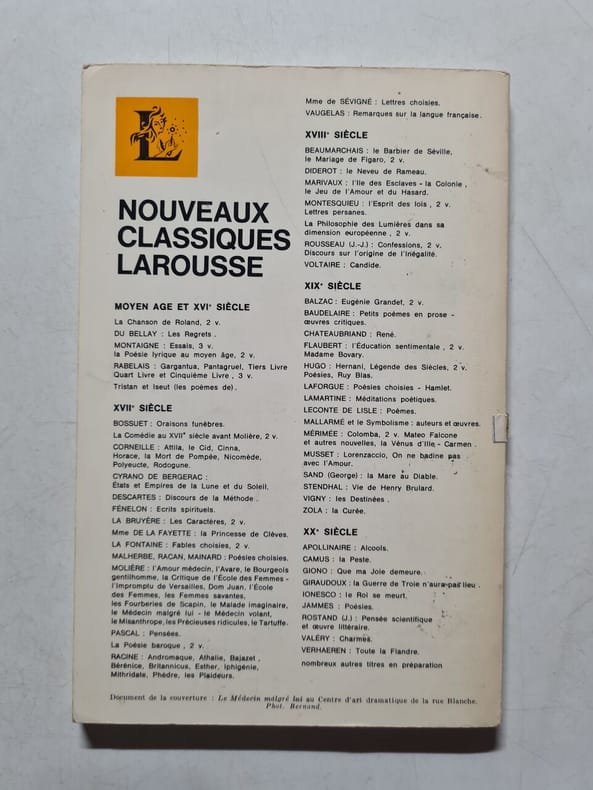 L
NOUVEAUX
CLASSIQUES
LAROUSSE
MOYEN AGE ET XVIᵉ SIÈCLE
La Chanson de Roland, 2 v.
DU BELLAY : Les Regrets .
MONTAIGNE : Essais, 3 v.
la Poésie lyrique au moyen âge, 2 v.
RABELAIS : Gargantua, Pantagruel, Tiers Livre
Quart Livre et Cinquième Livre , 3 v.
Tristan et Iseut (les poèmes de) .
XVIIᵉ SIÈCLE
BOSSUET : Oraisons funèbres.
La Comédie au XVIIᵉ siècle avant Molière, 2 v.
CORNEILLE : Attila, le Cid, Cinna,
Horace, la Mort de Pompée, Nicomède,
Polyeucte, Rodogune.
CYRANO DE BERGERAC :
États et Empires de la Lune et du Soleil.
DESCARTES : Discours de la Méthode .
FÉNELON : Ecrits spirituels.
LA BRUYÈRE : Les Caractères, 2 v.
Mme DE LA FAYETTE : la Princesse de Clèves.
LA FONTAINE : Fables choisies, 2 v.
MALHERBE, RACAN, MAINARD : Poésies choisies.
MOLIÈRE : l'Amour médecin, l'Avare, le Bourgeois
gentilhomme, la Critique de l'École des Femmes -
l'Impromptu de Versailles, Dom Juan, l'École
des Femmes, les Femmes savantes,
les Fourberies de Scapin, le Malade imaginaire,
le Médecin malgré lui - le Médecin volant,
le Misanthrope, les Précieuses ridicules, le Tartuffe.
PASCAL : Pensées.
La Poésie baroque , 2 v.
RACINE : Andromaque, Athalie, Bajazet ,
Bérénice, Britannicus, Esther, Iphigénie,
Mithridate, Phèdre, les Plaideurs.
Mme de SÉVIGNÉ : Lettres choisies.
VAUGELAS : Remarques sur la langue française.
XVIIIᵉ SIÈCLE
BEAUMARCHAIS : le Barbier de Séville,
le Mariage de Figaro, 2 v.
DIDEROT : le Neveu de Rameau.
MARIVAUX : l'Ile des Esclaves - la Colonie ,
le Jeu de l'Amour et du Hasard.
MONTESQUIEU : l'Esprit des lois , 2 v.
Lettres persanes.
La Philosophie des Lumières dans sa
dimension européenne , 2 v.
ROUSSEAU (J.-J.) : Confessions, 2 v.
Discours sur l'origine de l'inégalité.
VOLTAIRE : Candide.
XIXᵉ SIÈCLE
BALZAC : Eugénie Grandet, 2 v.
BAUDELAIRE : Petits poèmes en prose -
œuvres critiques.
CHATEAUBRIAND : René.
FLAUBERT : l'Éducation sentimentale , 2 v.
Madame Bovary.
HUGO : Hernani, Légende des Siècles, 2 v.
Poésies, Ruy Blas.
LAFORGUE : Poésies choisies - Hamlet.
LAMARTINE : Méditations poétiques.
LECONTE DE LISLE : Poèmes.
MALLARMÉ et le Symbolisme : auteurs et œuvres.
MÉRIMÉE : Colomba, 2 v. Mateo Falcone
et autres nouvelles, la Vénus d'Ille - Carmen .
MUSSET : Lorenzaccio, On ne badine pas
avec l'Amour.
SAND (George) : la Mare au Diable.
STENDHAL : Vie de Henry Brulard.
VIGNY : les Destinées .
ZOLA : la Curée.
XXᵉ SIÈCLE
APOLLINAIRE : Alcools.
CAMUS : la Peste.
GIONO : Que ma Joie demeure.
GIRAUDOUX : la Guerre de Troie n'aura pas lieu .
IONESCO : le Roi se meurt.
JAMMES : Poésies.
ROSTAND (J.) : Pensée scientifique
et œuvre littéraire.
VALÉRY : Charmes.
VERHAEREN : Toute la Flandre.
nombreux autres titres en préparation
Document de la couverture : Le Médecin malgré lui au Centre d'art dramatique de la rue Blanche.
Phot. Bernand.